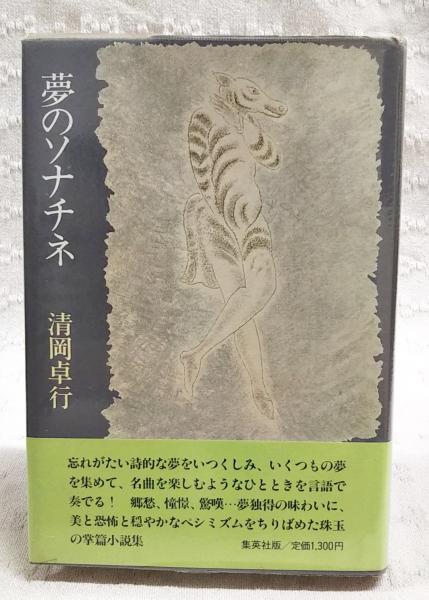 夢のソナチネ
清岡卓行
忘れがたい詩的な夢をいつくしみ、いくつもの夢
を集めて、名曲を楽しむようなひとときを言語で
奏でる！　郷愁、憧憬、驚嘆…夢独得の味わいに、
美と恐怖と穏やかなペシミズムをちりばめた珠玉
の掌篇小説集
集英社版／定価1,300円